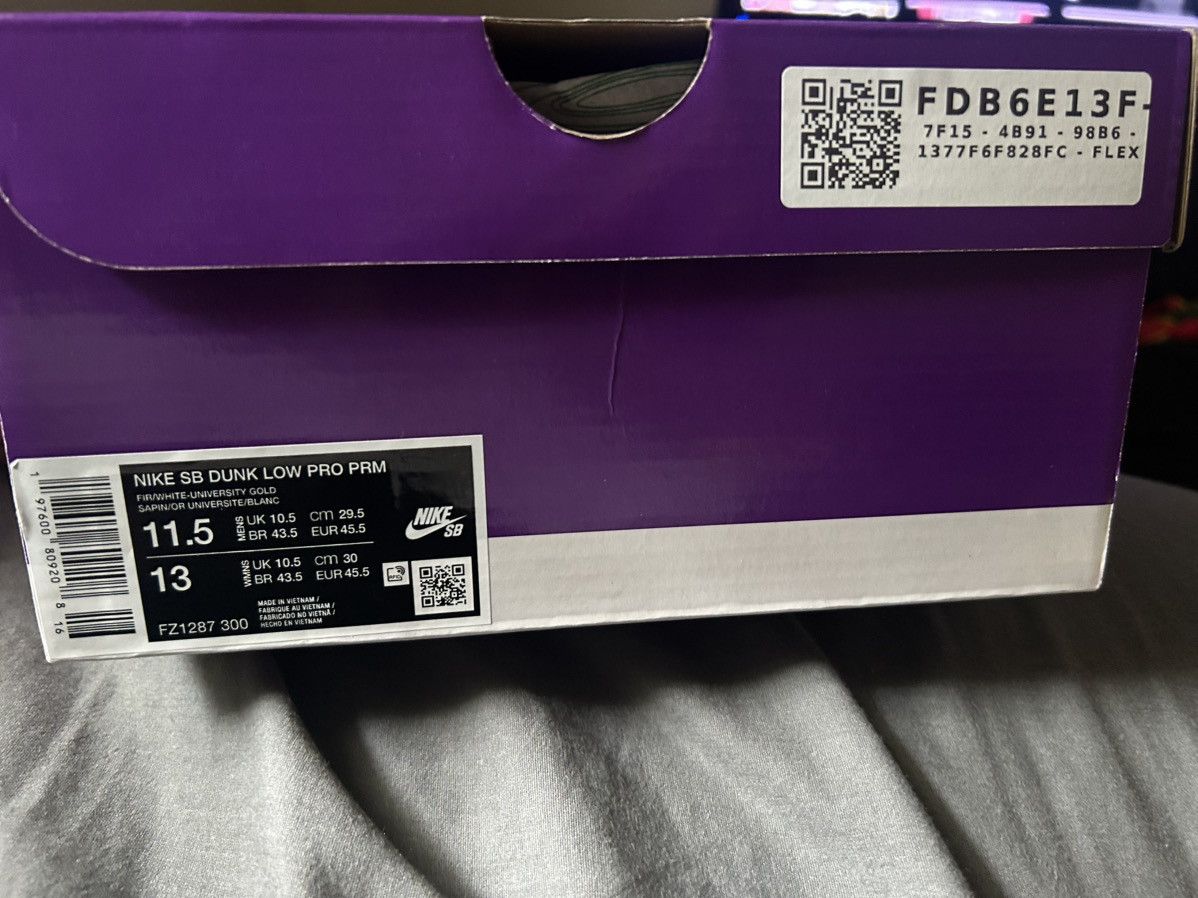 FDB6E13F-
7F15 - 4B91 - 98B6 -
1377F6F828FC - FLEX
NIKE SB DUNK LOW PRO PRM
FIR/WHITE-UNIVERSITY GOLD
SAPIN/OR UNIVERSITE/BLANC
11.5 MENS UK 10.5 CM 29.5
BR 43.5 EUR 45.5
13 WMNS UK 10.5 CM 30
BR 43.5 EUR 45.5
MADE IN VIETNAM /
FABRIQUE AU VIETNAM /
FABRICADO NO VIETNÃ /
HECHO EN VIETNAM
FZ1287 300
NIKE
SB
1 97600 80920 8 16